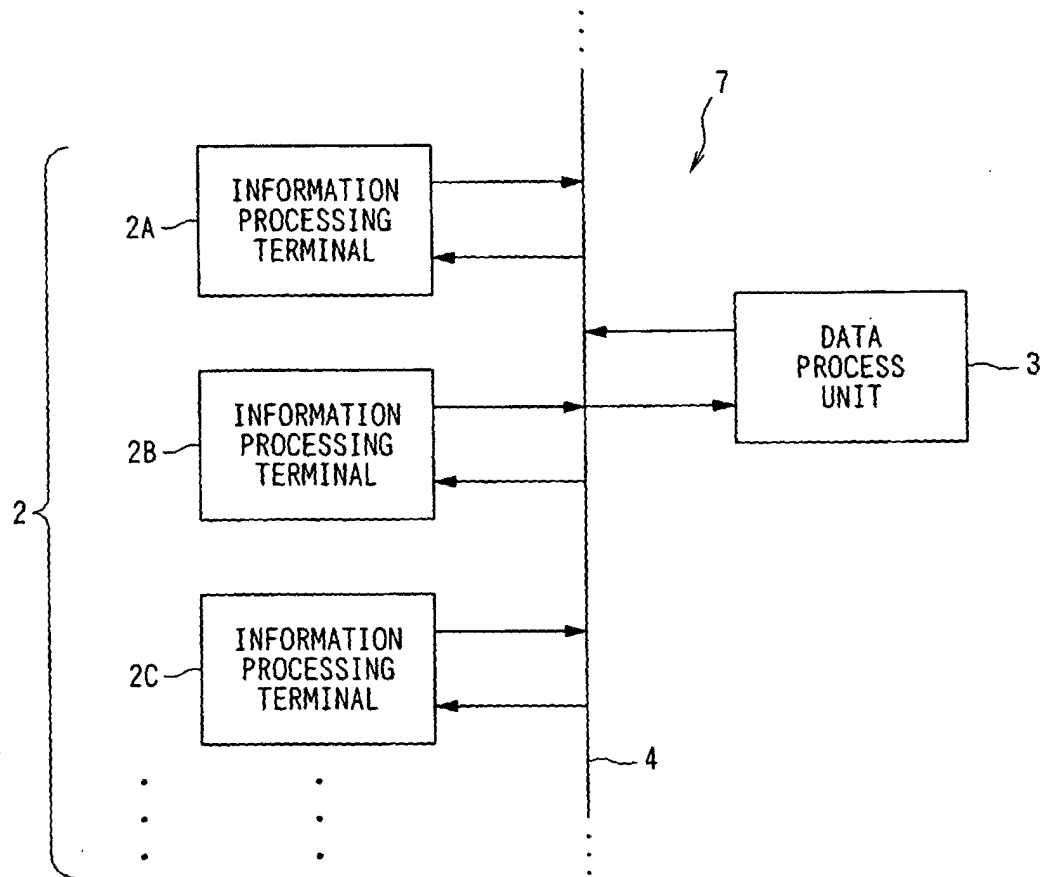 7
INFORMATION
PROCESSING
TERMINAL
2A
DATA
PROCESS
UNIT
3
INFORMATION
PROCESSING
TERMINAL
2B
2
INFORMATION
PROCESSING
TERMINAL
2C
4